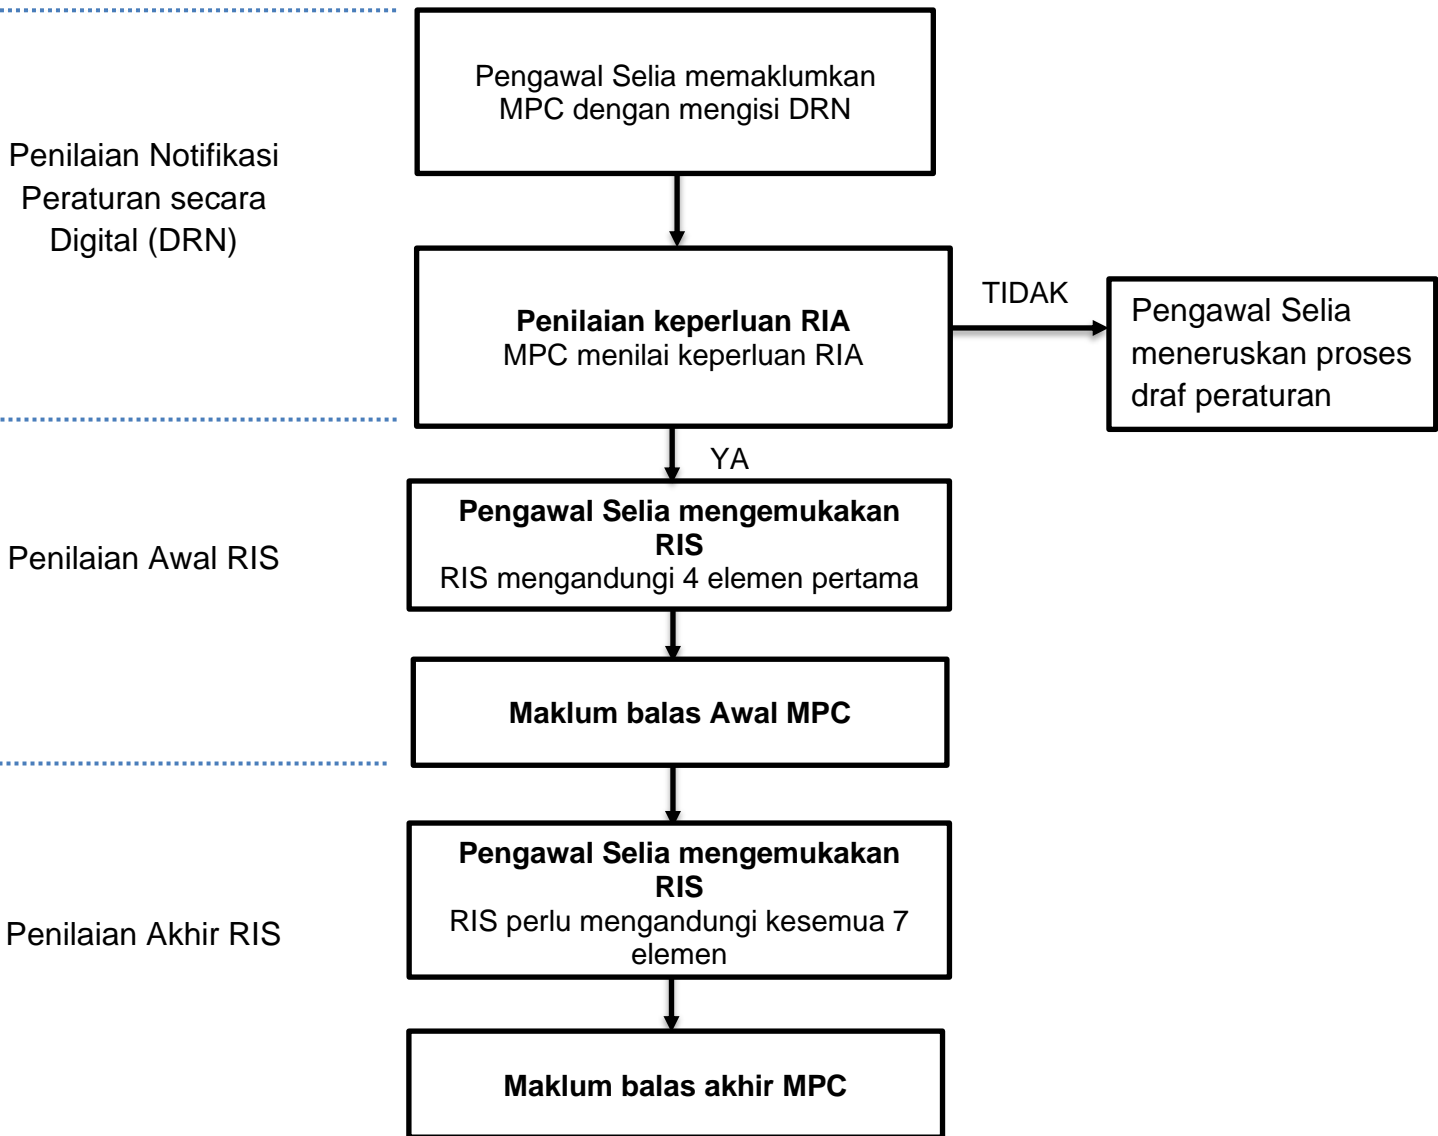 Pengawal Selia memaklumkan
MPC dengan mengisi DRN
Penilaian Notifikasi
Peraturan secara
Digital (DRN)
Penilaian keperluan RIA
MPC menilai keperluan RIA
TIDAK
Pengawal Selia
meneruskan proses
draf peraturan
YA
Penilaian Awal RIS
Pengawal Selia mengemukakan
RIS
RIS mengandungi 4 elemen pertama
Maklum balas Awal MPC
Penilaian Akhir RIS
Pengawal Selia mengemukakan
RIS
RIS perlu mengandungi kesemua 7
elemen
Maklum balas akhir MPC